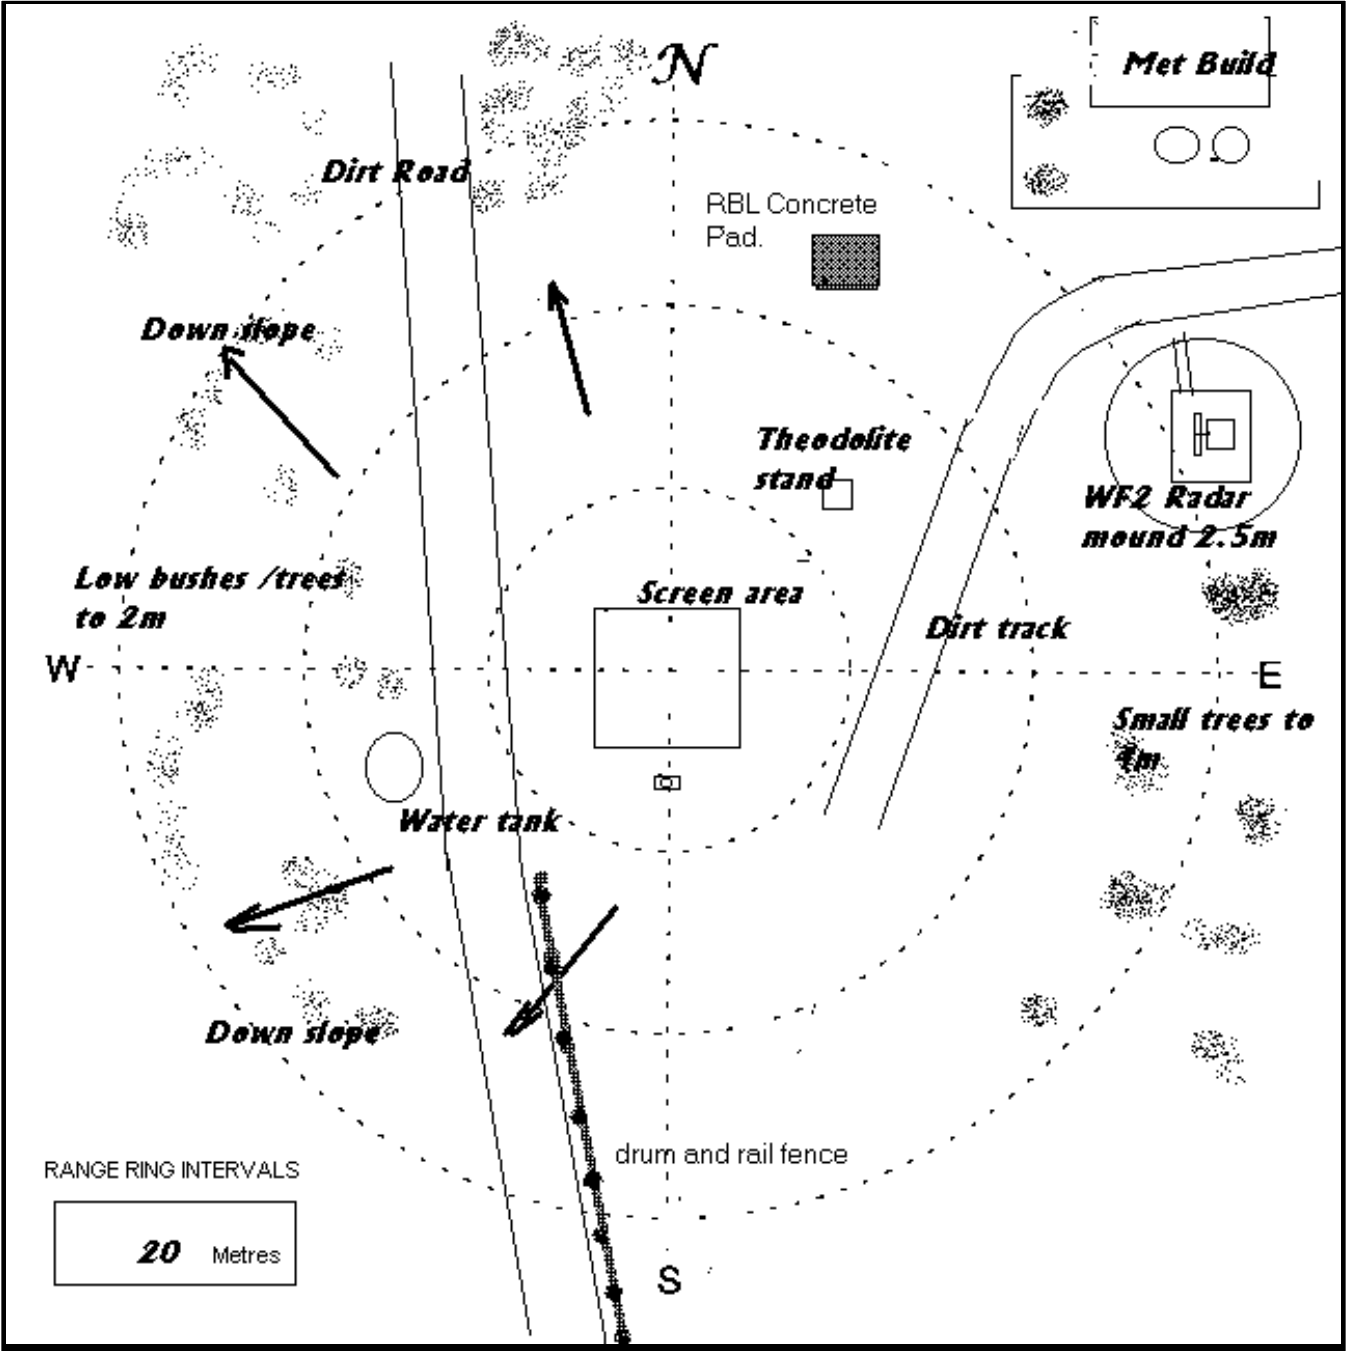 N
Met Build
Dirt Road
RBL Concrete
Pad.
Down slope
Theodolite
stand
WF2 Radar
mound 2.5m
Low bushes /trees
to 2m
Screen area
Dirt track
W
E
Small trees to
4m
Water tank
Down slope
drum and rail fence
RANGE RING INTERVALS
20 Metres
S